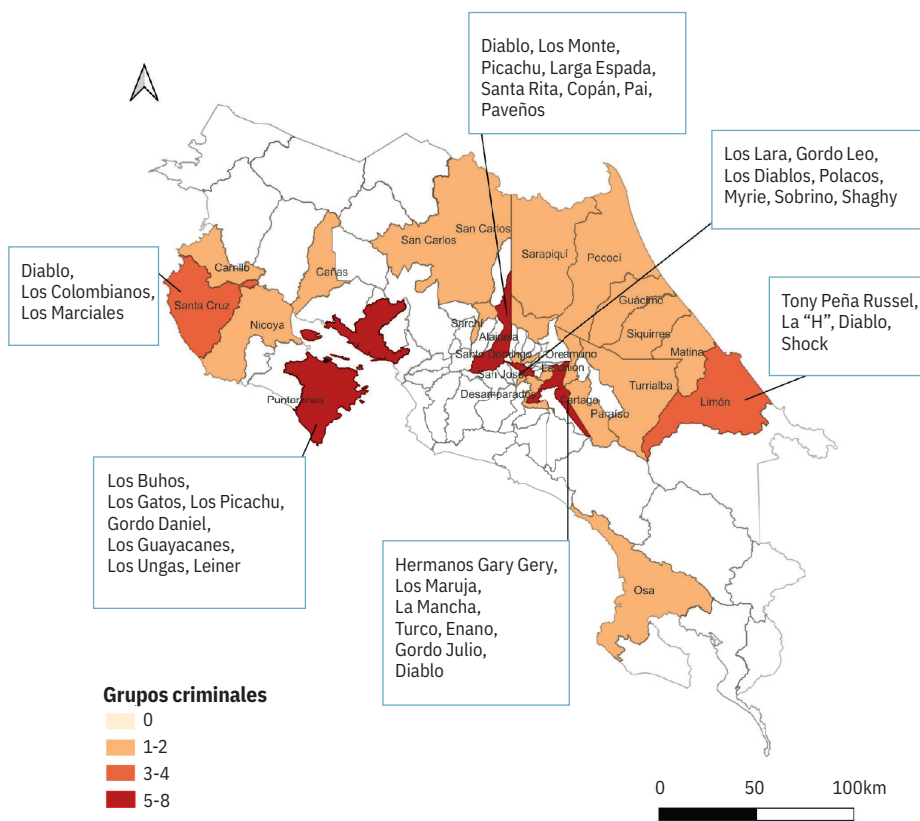 Diablo, Los Monte,
Picachu, Larga Espada,
Santa Rita, Copán, Pai,
Paveños
Los Lara, Gordo Leo,
Los Diablos, Polacos,
Myrie, Sobrino, Shaghy
Diablo,
Los Colombianos,
Los Marciales
Tony Peña Russel,
La “H”, Diablo,
Shock
Los Buhos,
Los Gatos, Los Picachu,
Gordo Daniel,
Los Guayacanes,
Los Ungas, Leiner
Hermanos Gary Gery,
Los Maruja,
La Mancha,
Turco, Enano,
Gordo Julio,
Diablo
San Carlos
San Carlos
Sarapiquí
Pococí
Carrillo
Cañas
Santa Cruz
Guácimo
Nicoya
Sarchí
Alajuela
Siquirres
Matina
Santo Domingo
Oreamuno
La Unión
San José
Turrialba
Puntarenas
Desamparados
Cartago
Limón
Paraíso
Osa
Grupos criminales
0
1-2
3-4
5-8
0 50 100km